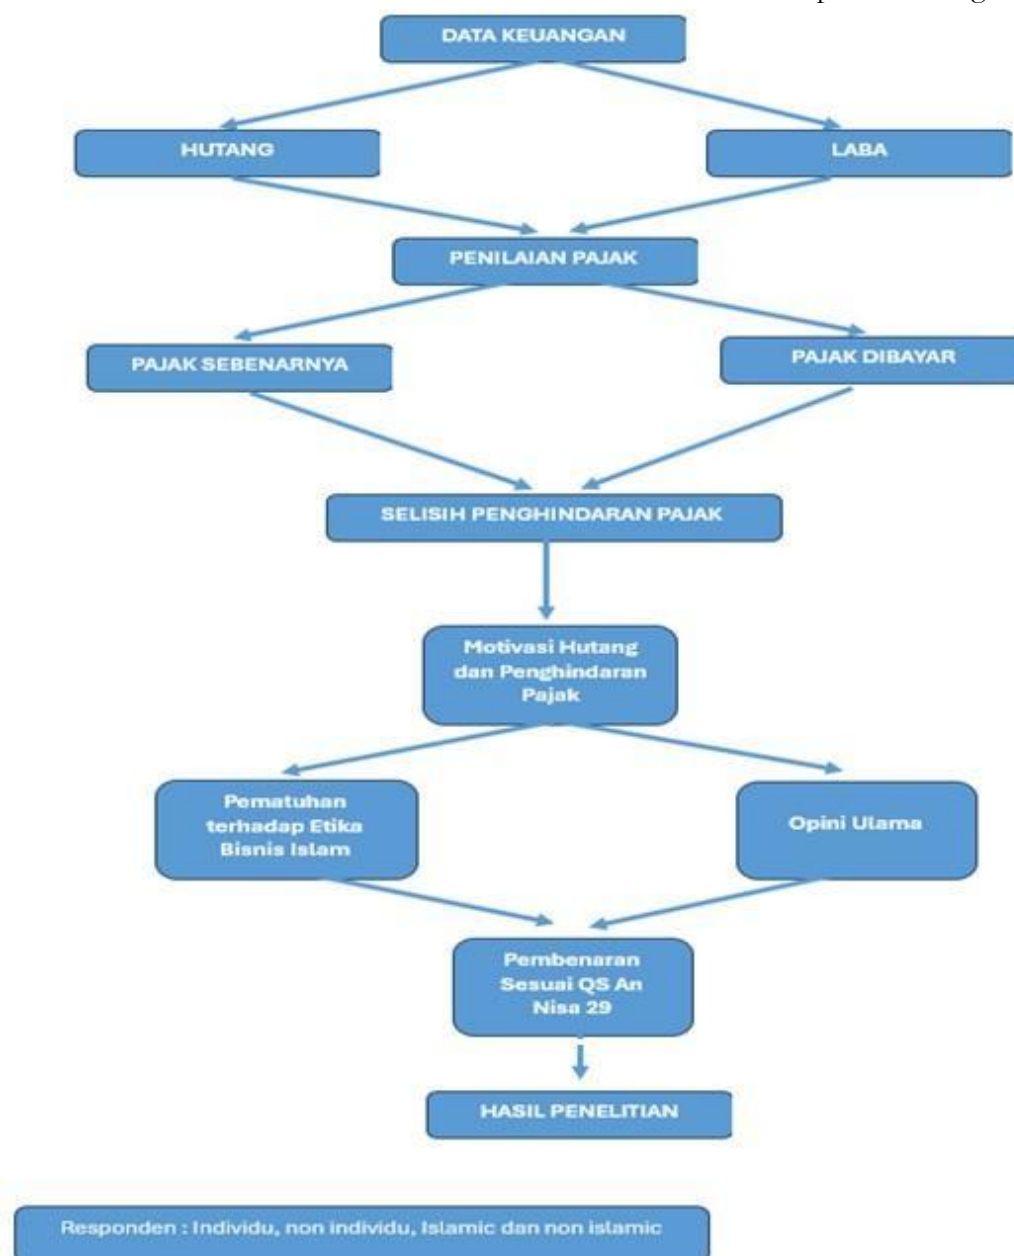 DATA KEUANGAN
HUTANG
LABA
PENILAIAN PAJAK
PAJAK SEBENARNYA
PAJAK DIBAYAR
SELISIH PENGHINDARAN PAJAK
Motivasi Hutang
dan Penghindaran
Pajak
Pematuhan
terhadap Etika
Bisnis Islam
Opini Ulama
Pembenaran
Sesuai QS An
Nisa 29
HASIL PENELITIAN
Responden : Individu, non individu, Islamic dan non islamic